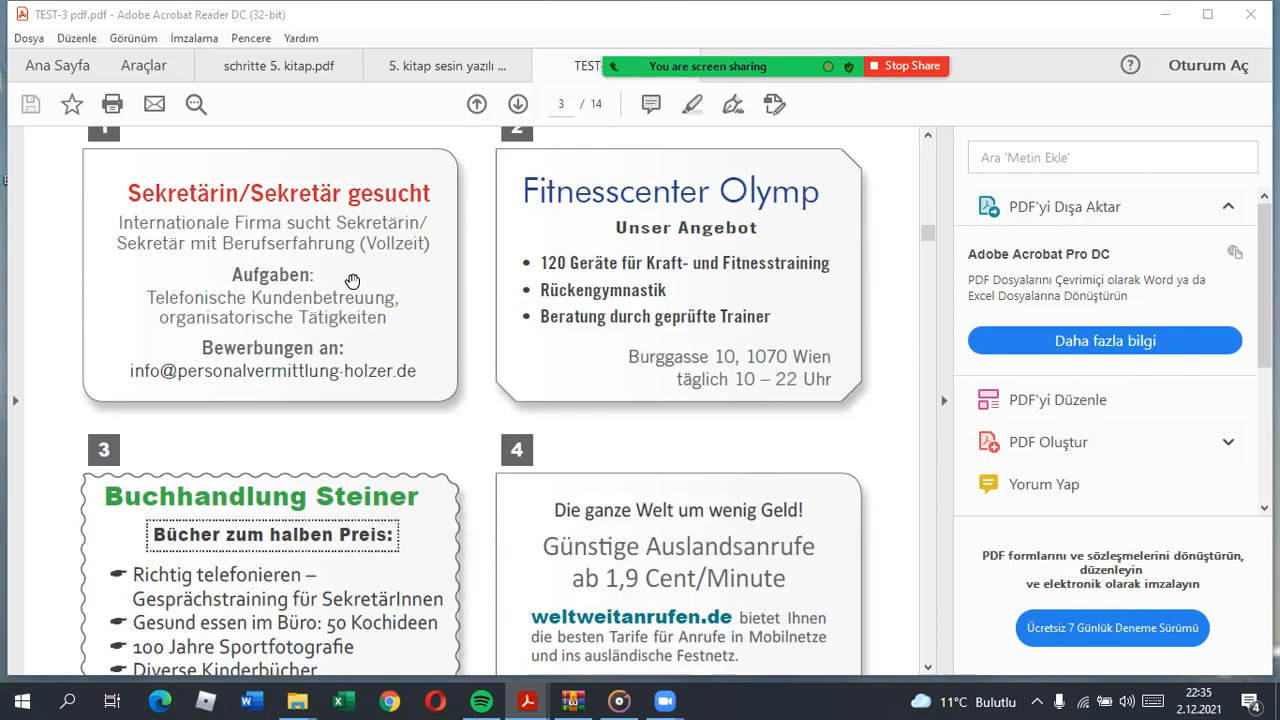 TEST-3 pdf.pdf - Adobe Acrobat Reader DC (32-bit)
Dosya Düzenle Görünüm İmzalama Pencere Yardım
Ana Sayfa Araçlar schritte 5. kitap.pdf 5. kitap sesin yazılı ... TEST-
You are screen sharing Stop Share
Oturum Aç
3 / 14
1
Sekretärin/Sekretär gesucht
Internationale Firma sucht Sekretärin/
Sekretär mit Berufserfahrung (Vollzeit)
Aufgaben:
Telefonische Kundenbetreuung,
organisatorische Tätigkeiten
Bewerbungen an:
info@personalvermittlung-holzer.de
2
Fitnesscenter Olymp
Unser Angebot
• 120 Geräte für Kraft- und Fitnesstraining
• Rückengymnastik
• Beratung durch geprüfte Trainer
Burggasse 10, 1070 Wien
täglich 10 – 22 Uhr
3
Buchhandlung Steiner
Bücher zum halben Preis:
Richtig telefonieren –
Gesprächstraining für SekretärInnen
Gesund essen im Büro: 50 Kochideen
100 Jahre Sportfotografie
Diverse Kinderbücher
4
Die ganze Welt um wenig Geld!
Günstige Auslandsanrufe
ab 1,9 Cent/Minute
weltweitanrufen.de bietet Ihnen
die besten Tarife für Anrufe in Mobilnetze
und ins ausländische Festnetz.
Ara 'Metin Ekle'
PDF'yi Dışa Aktar
Adobe Acrobat Pro DC
PDF Dosyalarını Çevrimiçi olarak Word ya da
Excel Dosyalarına Dönüştürün
Daha fazla bilgi
PDF'yi Düzenle
PDF Oluştur
Yorum Yap
PDF formlarını ve sözleşmelerini dönüştürün,
düzenleyin
ve elektronik olarak imzalayın
Ücretsiz 7 Günlük Deneme Sürümü
11°C Bulutlu
22:35
2.12.2021
4